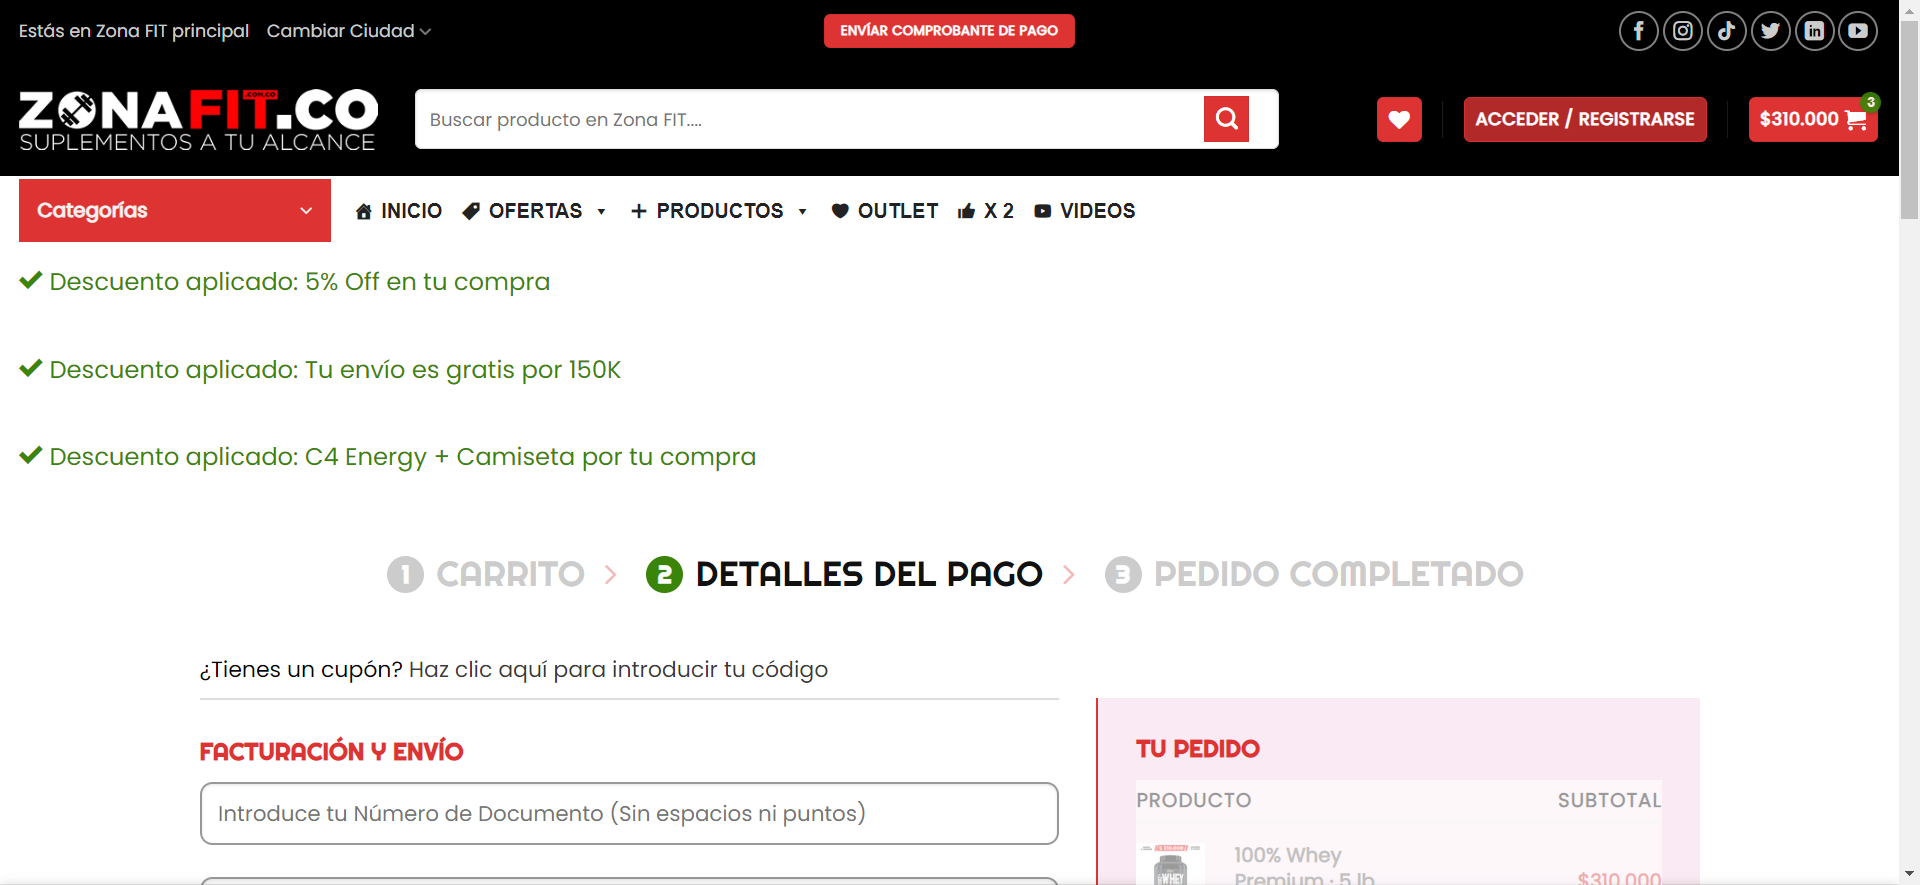 Estás en Zona FIT principal Cambiar Ciudad
ENVÍAR COMPROBANTE DE PAGO
ZONAFIT.CO
.COM.CO
SUPLEMENTOS A TU ALCANCE
Buscar producto en Zona FIT....
ACCEDER / REGISTRARSE
$310.000
3
Categorías
INICIO OFERTAS PRODUCTOS OUTLET X 2 VIDEOS
Descuento aplicado: 5% Off en tu compra
Descuento aplicado: Tu envío es gratis por 150K
Descuento aplicado: C4 Energy + Camiseta por tu compra
1 CARRITO 2 DETALLES DEL PAGO 3 PEDIDO COMPLETADO
¿Tienes un cupón? Haz clic aquí para introducir tu código
FACTURACIÓN Y ENVÍO
Introduce tu Número de Documento (Sin espacios ni puntos)
TU PEDIDO
PRODUCTO SUBTOTAL
100% Whey
Premium · 5 lb
$310.000
WHEY